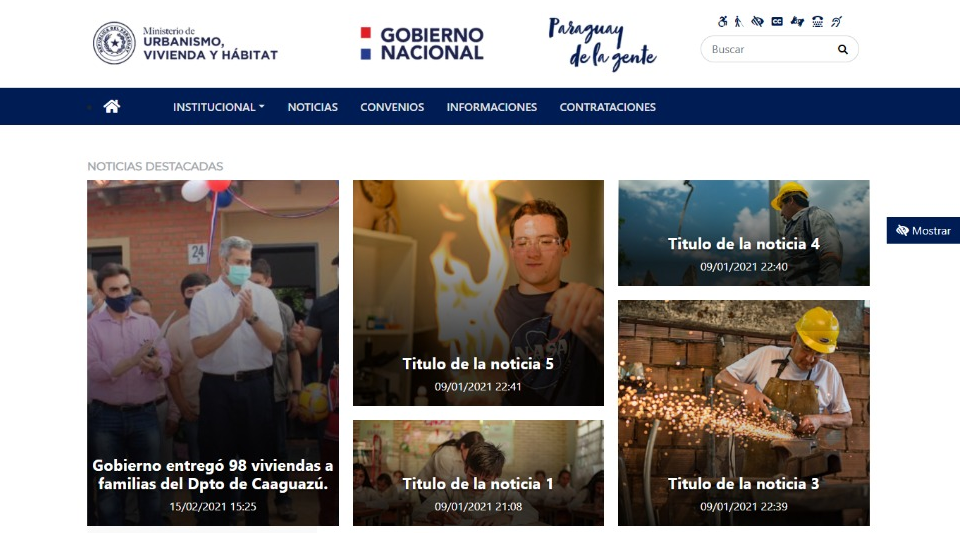 Ministerio de
URBANISMO,
VIVIENDA Y HÁBITAT
GOBIERNO
NACIONAL
Paraguay
de la gente
Buscar
INSTITUCIONAL
NOTICIAS
CONVENIOS
INFORMACIONES
CONTRATACIONES
NOTICIAS DESTACADAS
24
Gobierno entregó 98 viviendas a
familias del Dpto de Caaguazú.
15/02/2021 15:25
Titulo de la noticia 5
09/01/2021 22:41
Titulo de la noticia 1
09/01/2021 21:08
Titulo de la noticia 4
09/01/2021 22:40
Titulo de la noticia 3
09/01/2021 22:39
Mostrar